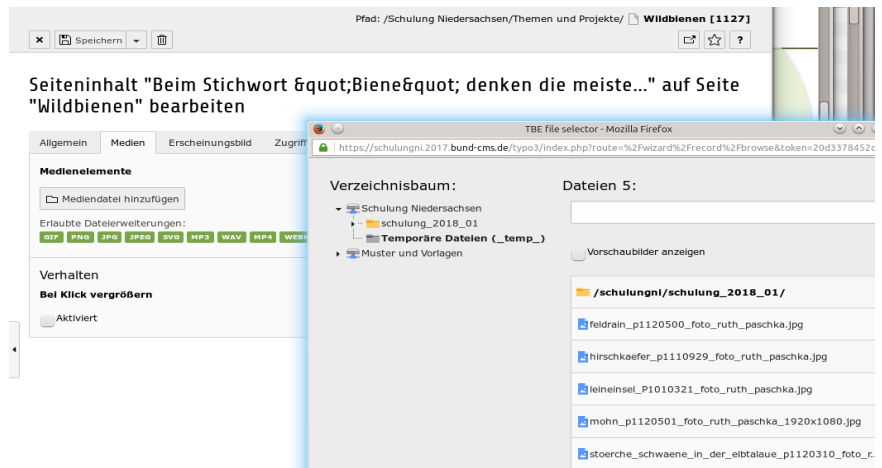 Pfad: /Schulung Niedersachsen/Themen und Projekte/ Wildbienen [1127]
Speichern
?
Seiteninhalt "Beim Stichwort &quot;Biene&quot; denken die meiste..." auf Seite
"Wildbienen" bearbeiten
Allgemein Medien Erscheinungsbild Zugriff
Medienelemente
Mediendatei hinzufügen
Erlaubte Dateierweiterungen:
GIF PNG JPG JPEG SVG MP3 WAV MP4 WEBM
Verhalten
Bei Klick vergrößern
Aktiviert
TBE file selector - Mozilla Firefox
https://schulungni.2017.bund-cms.de/typo3/index.php?route=%2Fwizard%2Frecord%2Fbrowse&token=20d3378452c
Verzeichnisbaum:
Schulung Niedersachsen
schulung_2018_01
Temporäre Dateien (_temp_)
Muster und Vorlagen
Dateien 5:
Vorschaubilder anzeigen
/schulungni/schulung_2018_01/
feldrain_p1120500_foto_ruth_paschka.jpg
hirschkaefer_p1110929_foto_ruth_paschka.jpg
leineinsel_P1010321_foto_ruth_paschka.jpg
mohn_p1120501_foto_ruth_paschka_1920x1080.jpg
stoerche_schwaene_in_der_elbtalaue_p1120310_foto_r...